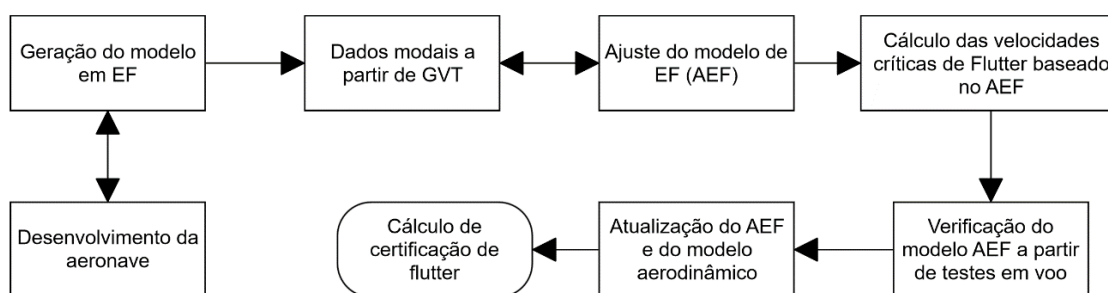 Geração do modelo
em EF
Dados modais a
partir de GVT
Ajuste do modelo de
EF (AEF)
Cálculo das velocidades
críticas de Flutter baseado
no AEF
Desenvolvimento da
aeronave
Cálculo de
certificação de
flutter
Atualização do AEF
e do modelo
aerodinâmico
Verificação do
modelo AEF a partir
de testes em voo